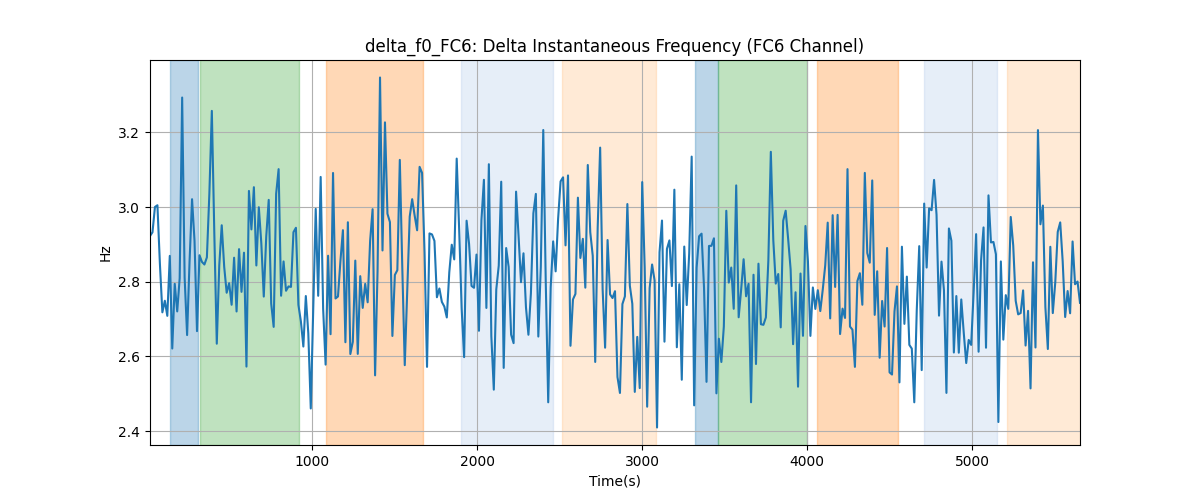 delta_f0_FC6: Delta Instantaneous Frequency (FC6 Channel)
Hz
3.2
3.0
2.8
2.6
2.4
1000 2000 3000 4000 5000
Time(s)